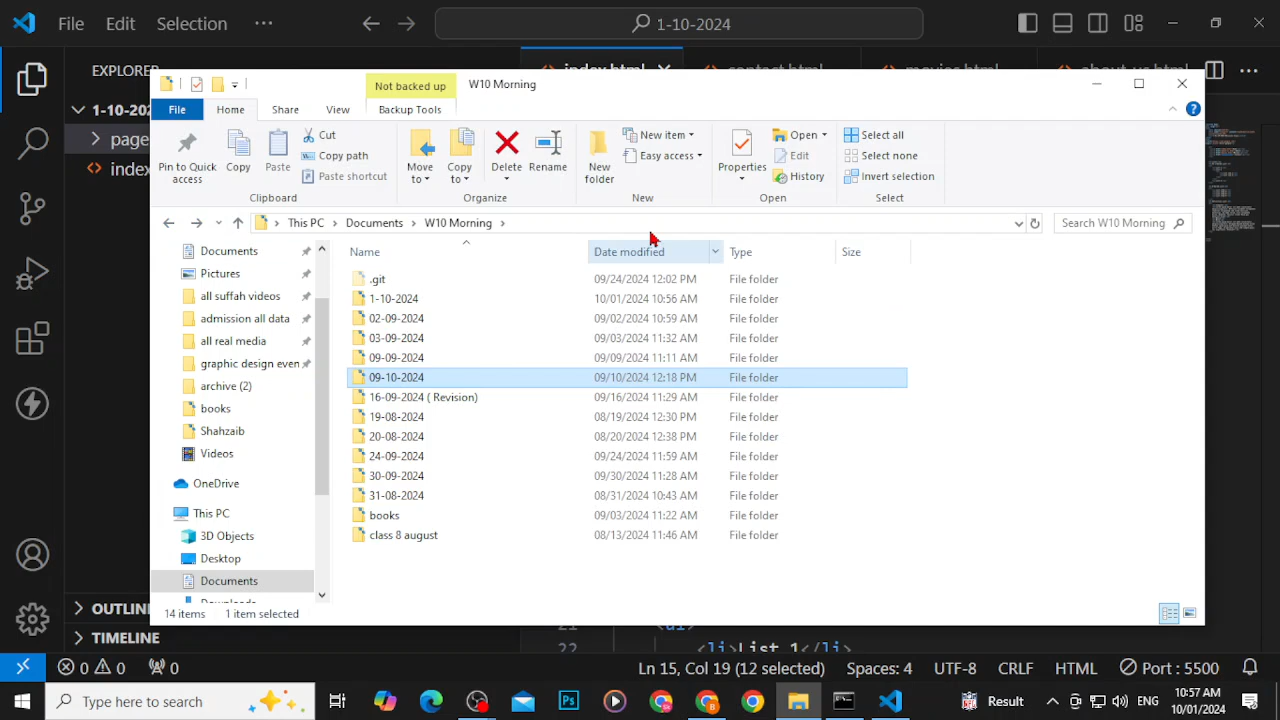 File Edit Selection ··· 1-10-2024
EXPLORER index.html contact.html movies.html about-us.html
1-10-202
page
index
Not backed up W10 Morning
File Home Share View Backup Tools
Pin to Quick access
Copy
Paste
Cut
Copy path
Paste shortcut
Clipboard
Move to
Copy to
Delete
Rename
Organize
New folder
New item
Easy access
New
Properties
Open
Edit
History
Open
Select all
Select none
Invert selection
Select
This PC > Documents > W10 Morning >
Search W10 Morning
Documents
Pictures
all suffah videos
admission all data
all real media
graphic design even
archive (2)
books
Shahzaib
Videos
OneDrive
This PC
3D Objects
Desktop
Documents
Name Date modified Type Size
.git 09/24/2024 12:02 PM File folder
1-10-2024 10/01/2024 10:56 AM File folder
02-09-2024 09/02/2024 10:59 AM File folder
03-09-2024 09/03/2024 11:32 AM File folder
09-09-2024 09/09/2024 11:11 AM File folder
09-10-2024 09/10/2024 12:18 PM File folder
16-09-2024 ( Revision) 09/16/2024 11:29 AM File folder
19-08-2024 08/19/2024 12:30 PM File folder
20-08-2024 08/20/2024 12:38 PM File folder
24-09-2024 09/24/2024 11:59 AM File folder
30-09-2024 09/30/2024 11:28 AM File folder
31-08-2024 08/31/2024 10:43 AM File folder
books 09/03/2024 11:22 AM File folder
class 8 august 08/13/2024 11:46 AM File folder
14 items 1 item selected
OUTLIN
TIMELINE
22 <li>List 1</li>
0 0 0 Ln 15, Col 19 (12 selected) Spaces: 4 UTF-8 CRLF HTML Port : 5500
Type here to search
Result
ENG
10:57 AM
10/01/2024